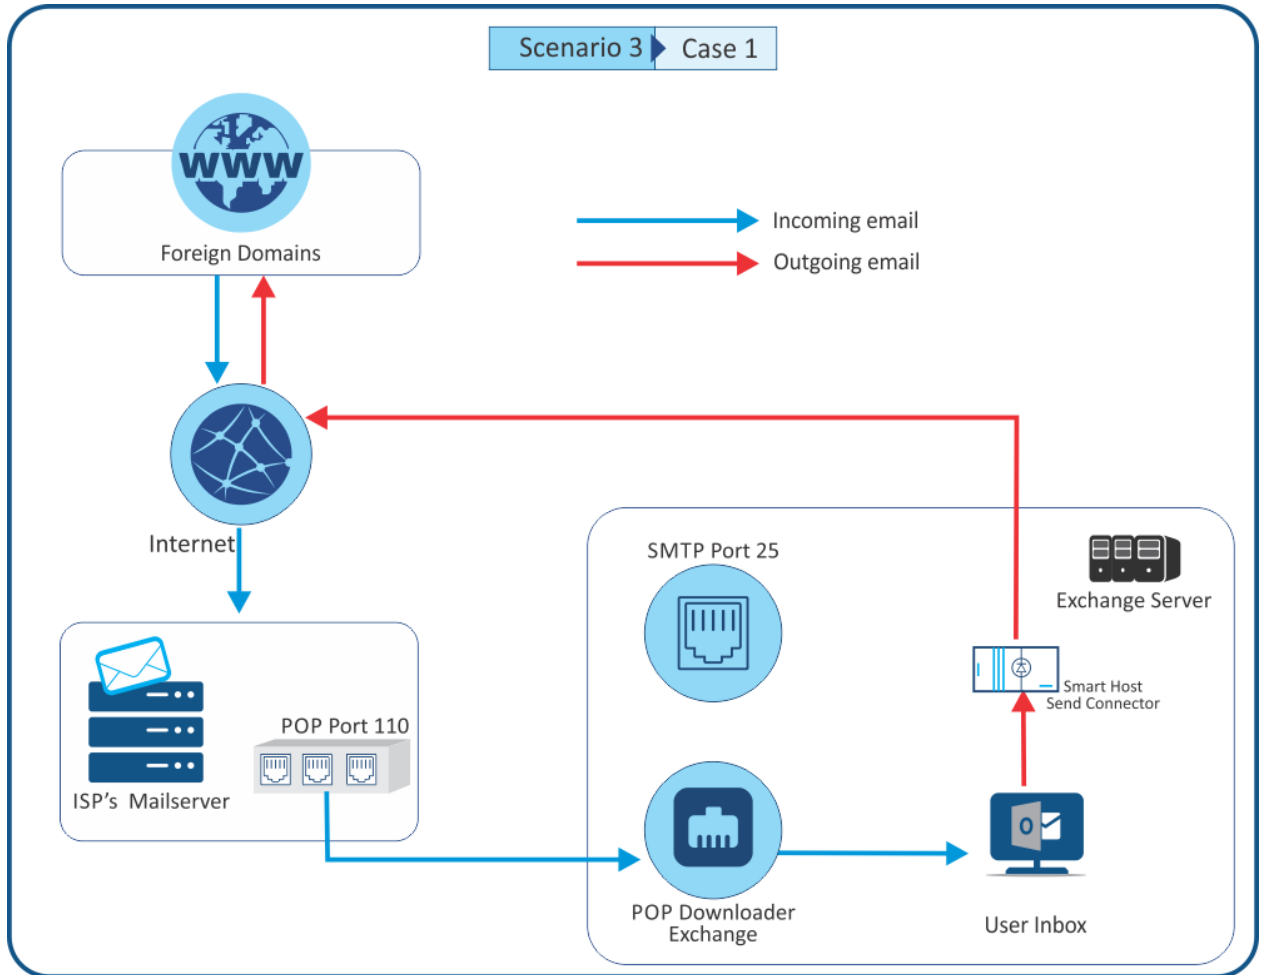 Scenario 3 Case 1
WWW
Foreign Domains
Incoming email
Outgoing email
Internet
SMTP Port 25
Exchange Server
Smart Host
Send Connector
POP Port 110
ISP's Mailserver
O
POP Downloader
Exchange
User Inbox